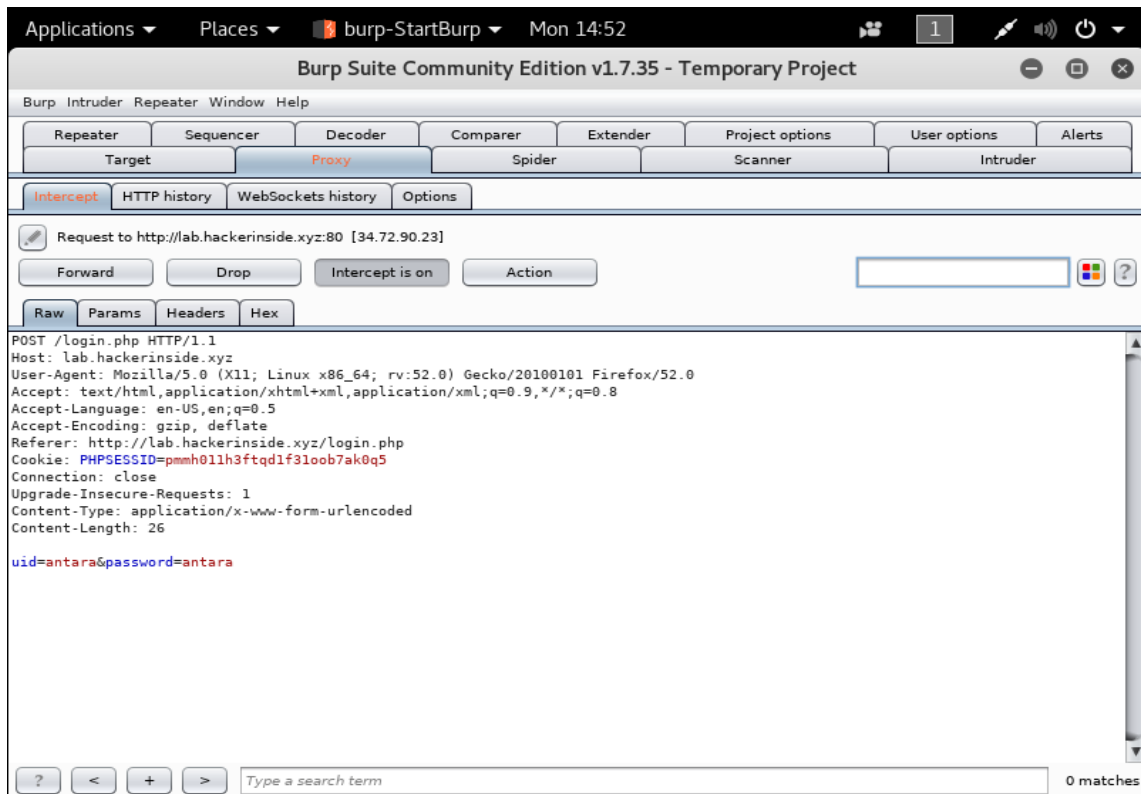 Applications Places burp-StartBurp Mon 14:52 1
Burp Suite Community Edition v1.7.35 - Temporary Project
Burp Intruder Repeater Window Help
Repeater Sequencer Decoder Comparer Extender Project options User options Alerts
Target Proxy Spider Scanner Intruder
Intercept HTTP history WebSockets history Options
Request to http://lab.hackerinside.xyz:80 [34.72.90.23]
Forward Drop Intercept is on Action ?
Raw Params Headers Hex
POST /login.php HTTP/1.1
Host: lab.hackerinside.xyz
User-Agent: Mozilla/5.0 (X11; Linux x86_64; rv:52.0) Gecko/20100101 Firefox/52.0
Accept: text/html,application/xhtml+xml,application/xml;q=0.9,*/*;q=0.8
Accept-Language: en-US,en;q=0.5
Accept-Encoding: gzip, deflate
Referer: http://lab.hackerinside.xyz/login.php
Cookie: PHPSESSID=pmmh011h3ftqd1f31oob7ak0q5
Connection: close
Upgrade-Insecure-Requests: 1
Content-Type: application/x-www-form-urlencoded
Content-Length: 26
uid=antara&password=antara
? < + > Type a search term 0 matches